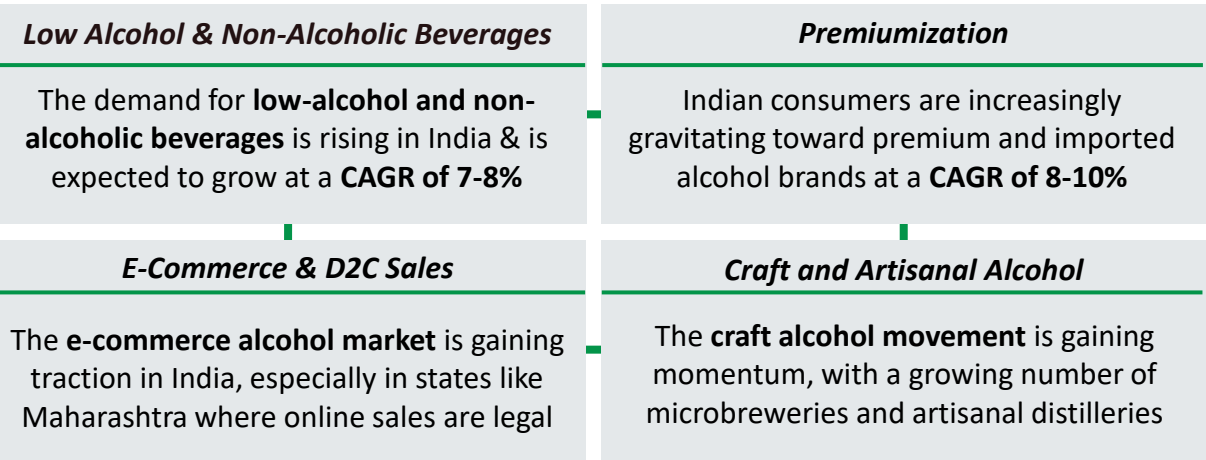 Low Alcohol & Non-Alcoholic Beverages
The demand for low-alcohol and non-
alcoholic beverages is rising in India & is
expected to grow at a CAGR of 7-8%
Premiumization
Indian consumers are increasingly
gravitating toward premium and imported
alcohol brands at a CAGR of 8-10%
E-Commerce & D2C Sales
The e-commerce alcohol market is gaining
traction in India, especially in states like
Maharashtra where online sales are legal
Craft and Artisanal Alcohol
The craft alcohol movement is gaining
momentum, with a growing number of
microbreweries and artisanal distilleries